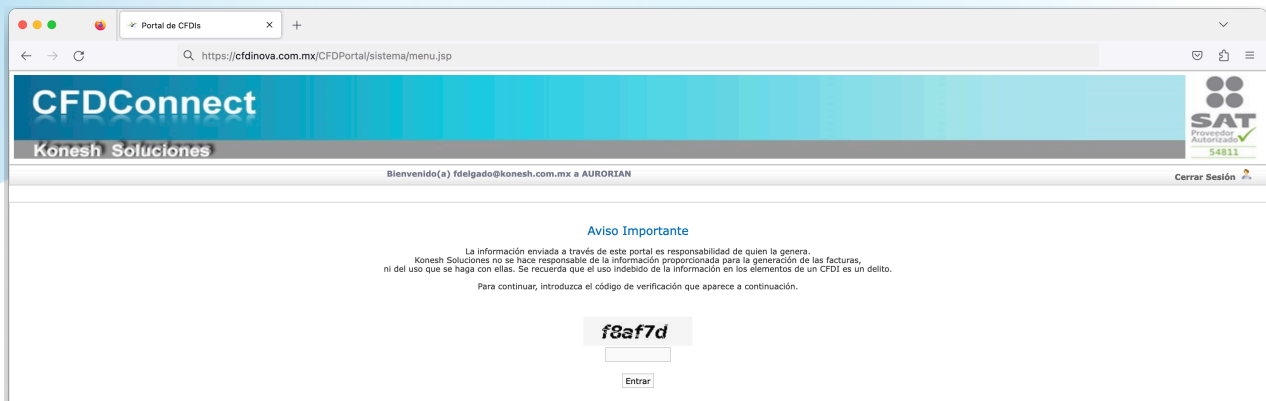 Portal de CFDIs
https://cfdinova.com.mx/CFDPortal/sistema/menu.jsp
CFDConnect
Konesh Soluciones
SAT
Proveedor
Autorizado
54811
Bienvenido(a) fdelgado@konesh.com.mx a AURORIAN
Cerrar Sesión
Aviso Importante
La información enviada a través de este portal es responsabilidad de quien la genera.
Konesh Soluciones no se hace responsable de la información proporcionada para la generación de las facturas,
ni del uso que se haga con ellas. Se recuerda que el uso indebido de la información en los elementos de un CFDI es un delito.
Para continuar, introduzca el código de verificación que aparece a continuación.
f8af7d
Entrar